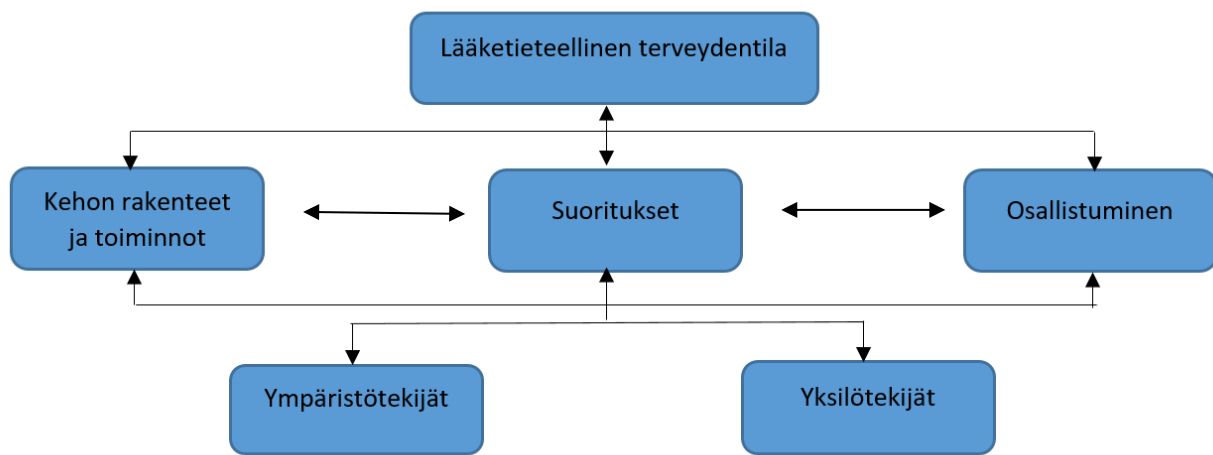 Lääketieteellinen terveydentila
Kehon rakenteet
ja toiminnot
Suoritukset
Osallistuminen
Ympäristötekijät
Yksilötekijät